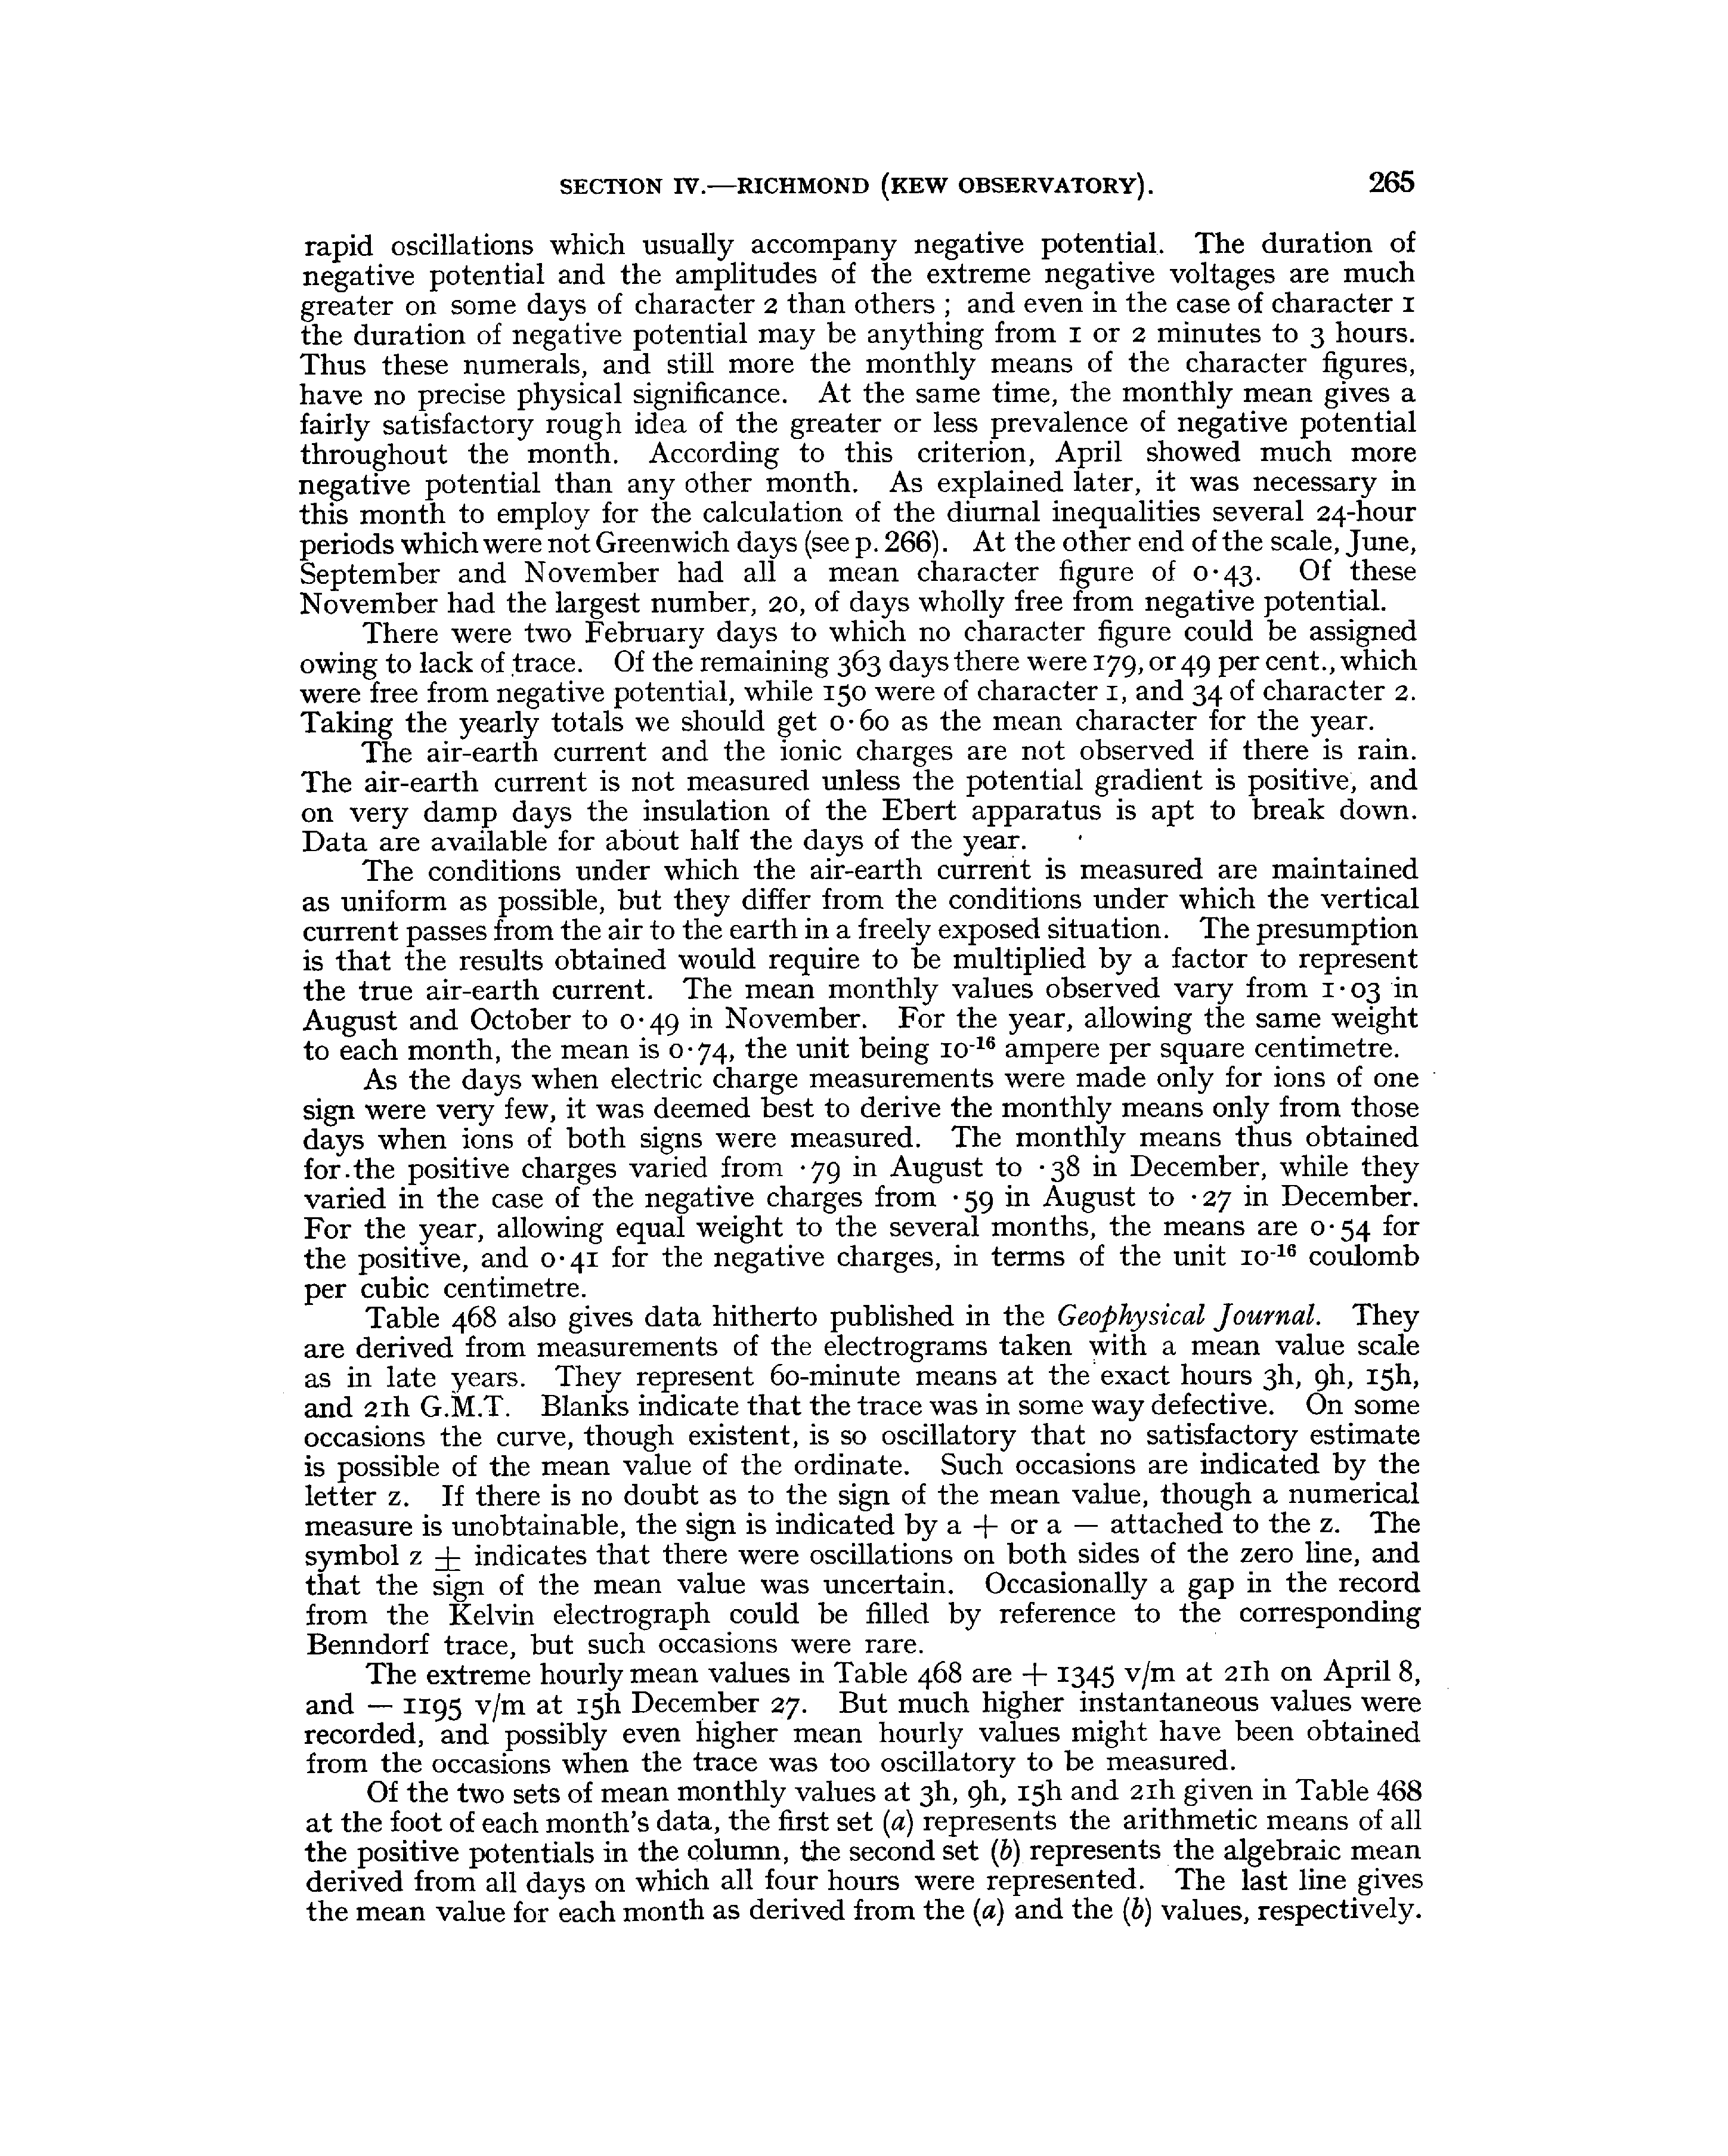 SECTION IV.—RICHMOND (KEW OBSERVATORY). 265
rapid oscillations which usually accompany negative potential. The duration of
negative potential and the amplitudes of the extreme negative voltages are much
greater on some days of character 2 than others ; and even in the case of character 1
the duration of negative potential may be anything from 1 or 2 minutes to 3 hours.
Thus these numerals, and still more the monthly means of the character figures,
have no precise physical significance. At the same time, the monthly mean gives a
fairly satisfactory rough idea of the greater or less prevalence of negative potential
throughout the month. According to this criterion, April showed much more
negative potential than any other month. As explained later, it was necessary in
this month to employ for the calculation of the diurnal inequalities several 24-hour
periods which were not Greenwich days (see p. 266). At the other end of the scale, June,
September and November had all a mean character figure of 0·43. Of these
November had the largest number, 20, of days wholly free from negative potential.
There were two February days to which no character figure could be assigned
owing to lack of trace. Of the remaining 363 days there were 179, or 49 per cent., which
were free from negative potential, while 150 were of character 1, and 34 of character 2.
Taking the yearly totals we should get 0·60 as the mean character for the year.
The air-earth current and the ionic charges are not observed if there is rain.
The air-earth current is not measured unless the potential gradient is positive, and
on very damp days the insulation of the Ebert apparatus is apt to break down.
Data are available for about half the days of the year.
The conditions under which the air-earth current is measured are maintained
as uniform as possible, but they differ from the conditions under which the vertical
current passes from the air to the earth in a freely exposed situation. The presumption
is that the results obtained would require to be multiplied by a factor to represent
the true air-earth current. The mean monthly values observed vary from 1·03 in
August and October to 0·49 in November. For the year, allowing the same weight
to each month, the mean is 0·74, the unit being 10⁻¹⁶ ampere per square centimetre.
As the days when electric charge measurements were made only for ions of one
sign were very few, it was deemed best to derive the monthly means only from those
days when ions of both signs were measured. The monthly means thus obtained
for the positive charges varied from ·79 in August to ·38 in December, while they
varied in the case of the negative charges from ·59 in August to ·27 in December.
For the year, allowing equal weight to the several months, the means are 0·54 for
the positive, and 0·41 for the negative charges, in terms of the unit 10⁻¹⁶ coulomb
per cubic centimetre.
Table 468 also gives data hitherto published in the Geophysical Journal. They
are derived from measurements of the electrograms taken with a mean value scale
as in late years. They represent 60-minute means at the exact hours 3h, 9h, 15h,
and 21h G.M.T. Blanks indicate that the trace was in some way defective. On some
occasions the curve, though existent, is so oscillatory that no satisfactory estimate
is possible of the mean value of the ordinate. Such occasions are indicated by the
letter z. If there is no doubt as to the sign of the mean value, though a numerical
measure is unobtainable, the sign is indicated by a + or a — attached to the z. The
symbol z ± indicates that there were oscillations on both sides of the zero line, and
that the sign of the mean value was uncertain. Occasionally a gap in the record
from the Kelvin electrograph could be filled by reference to the corresponding
Benndorf trace, but such occasions were rare.
The extreme hourly mean values in Table 468 are + 1345 v/m at 21h on April 8,
and — 1195 v/m at 15h December 27. But much higher instantaneous values were
recorded, and possibly even higher mean hourly values might have been obtained
from the occasions when the trace was too oscillatory to be measured.
Of the two sets of mean monthly values at 3h, 9h, 15h and 21h given in Table 468
at the foot of each month's data, the first set (a) represents the arithmetic means of all
the positive potentials in the column, the second set (b) represents the algebraic mean
derived from all days on which all four hours were represented. The last line gives
the mean value for each month as derived from the (a) and the (b) values, respectively.